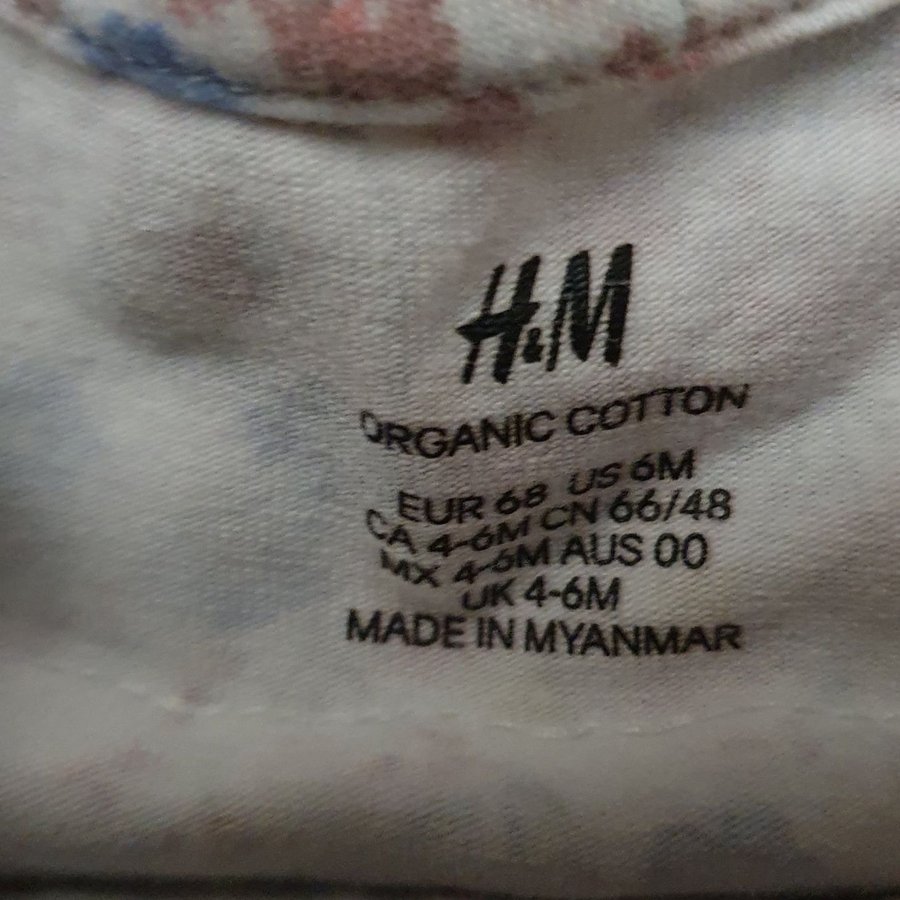 H&M
ORGANIC COTTON
EUR 68 US 6M
CA 4-6M CN 66/48
MX 4-6M AUS 00
UK 4-6M
MADE IN MYANMAR